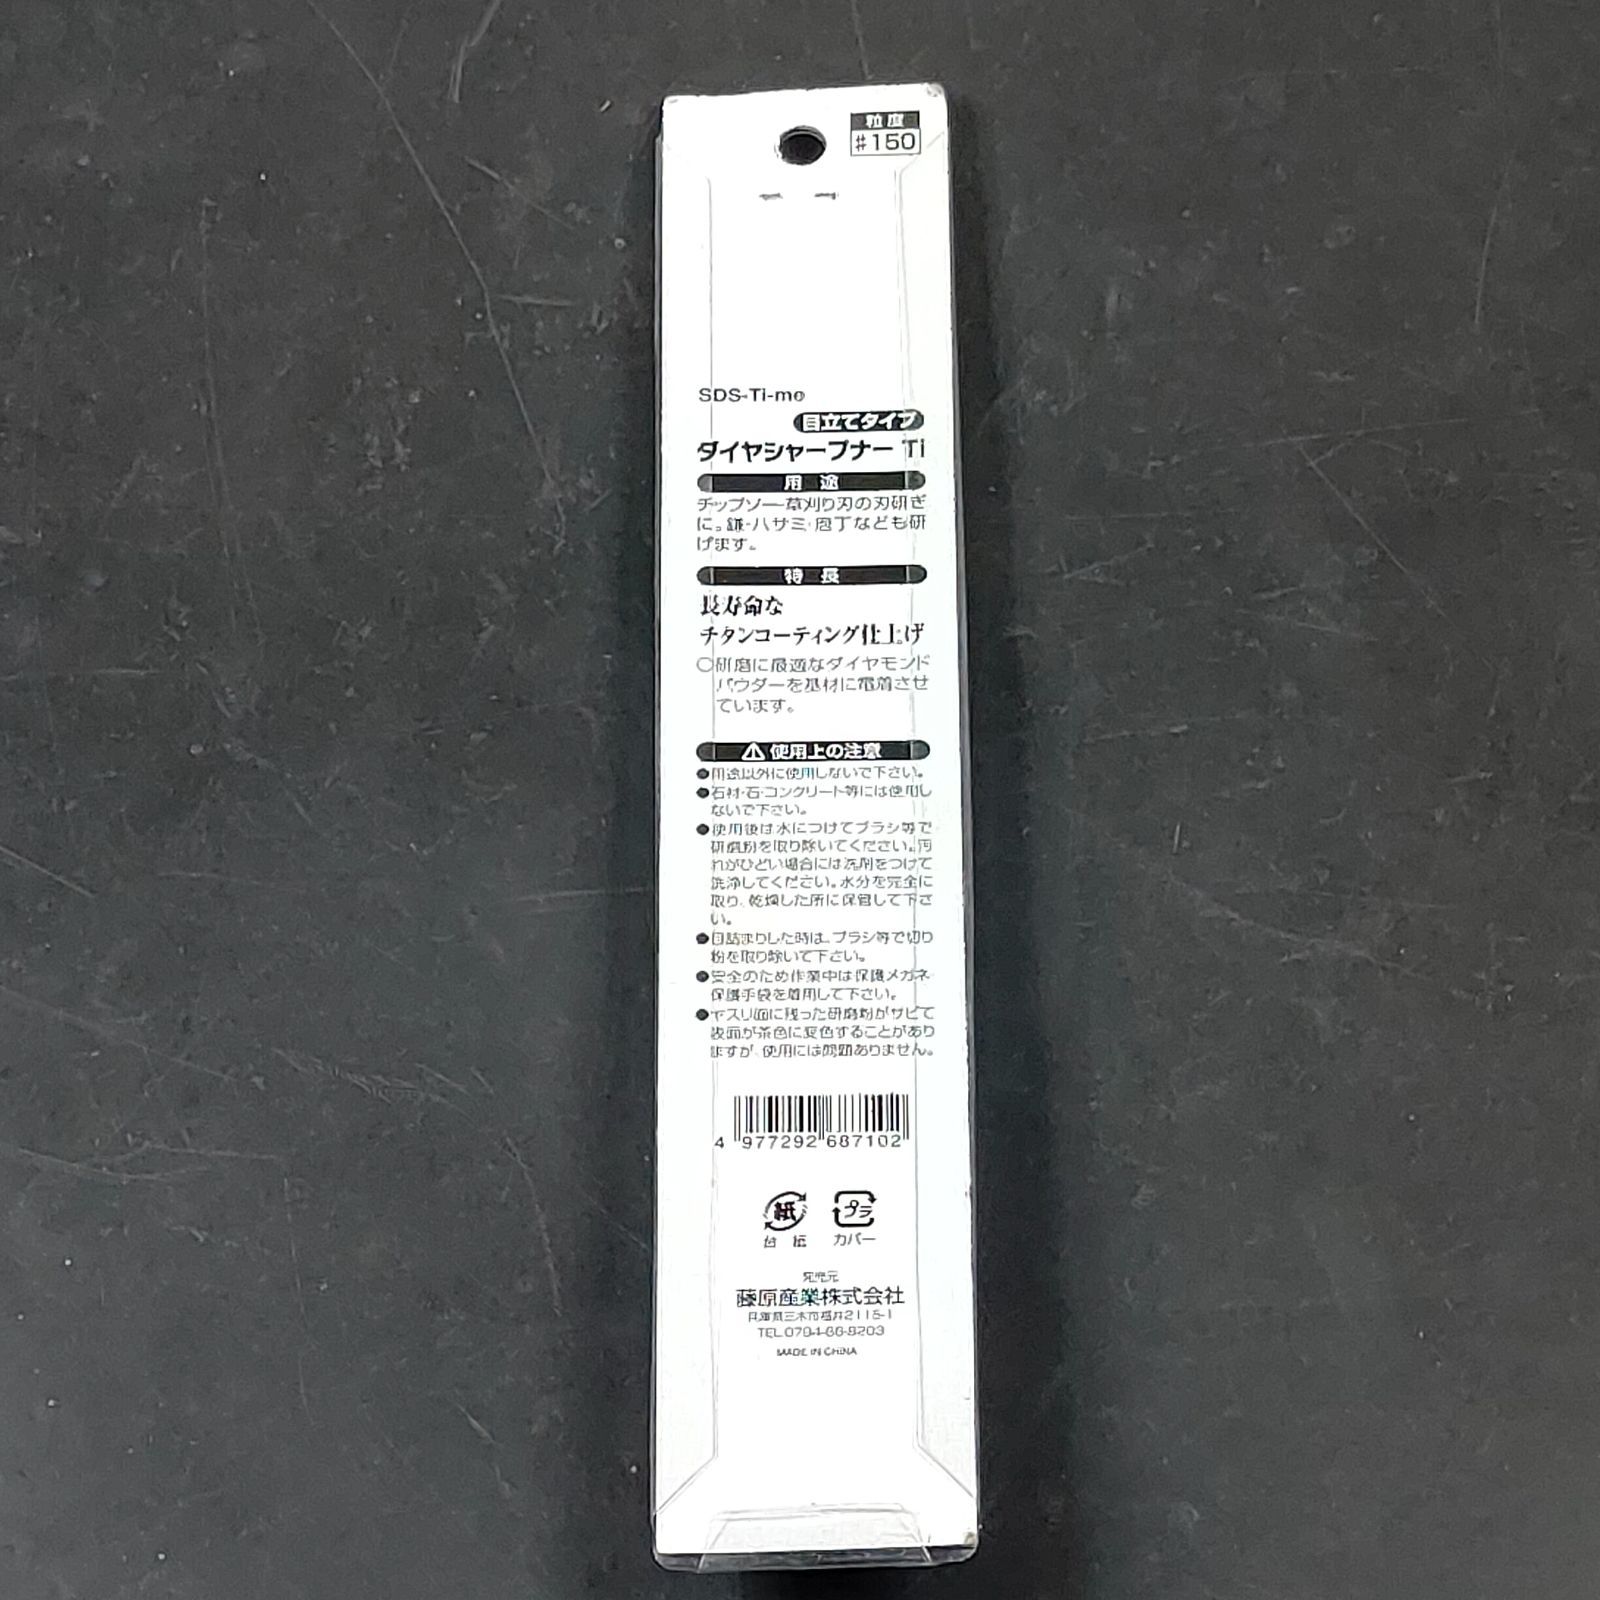 粒度
#150
SDS-Ti-me
目立てタイプ
ダイヤシャープナー Ti
用途
チップソー・草刈り刃の刃研ぎ
に。鎌・ハサミ・庖丁なども研
げます。
特長
長寿命な
チタンコーティング仕上げ
○研磨に最適なダイヤモンド
パウダーを基材に電着させ
ています。
⚠使用上の注意
●用途以外に使用しないで下さい。
●石材・石・コンクリート等には使用し
ないで下さい。
●使用後は水につけてブラシ等で
研磨粉を取り除いてください。汚
れがひどい場合には洗剤をつけて
洗浄してください。水分を完全に
取り、乾燥した所に保管して下さ
い。
●目詰まりした時は、ブラシ等で切り
粉を取り除いて下さい。
●安全のため作業中は保護メガネ・
保護手袋を着用して下さい。
●ヤスリ面に残った研磨粉がサビて
表面が茶色に変色することがあり
ますが、使用には問題ありません。
4 977292 687102
紙 プラ
台紙 カバー
発売元
藤原産業株式会社
兵庫県三木市福井2115-1
TEL 0794-86-8203
MADE IN CHINA